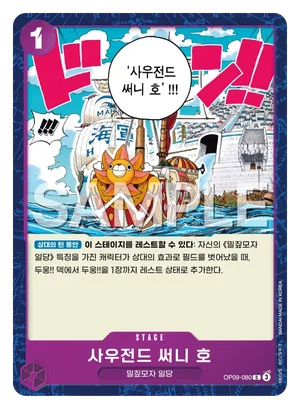 1
ドーン!!
'사우전드
써니 호' !!!
海軍
SAMPLE
상대의 턴 동안 이 스테이지를 레스트할 수 있다: 자신의 《밀짚모자
일당》 특징을 가진 캐릭터가 상대의 효과로 필드를 벗어났을 때,
두웅!! 덱에서 두웅!!을 1장까지 레스트 상태로 추가한다.
STAGE
사우전드 써니 호
밀짚모자 일당
OP09-080 R 3